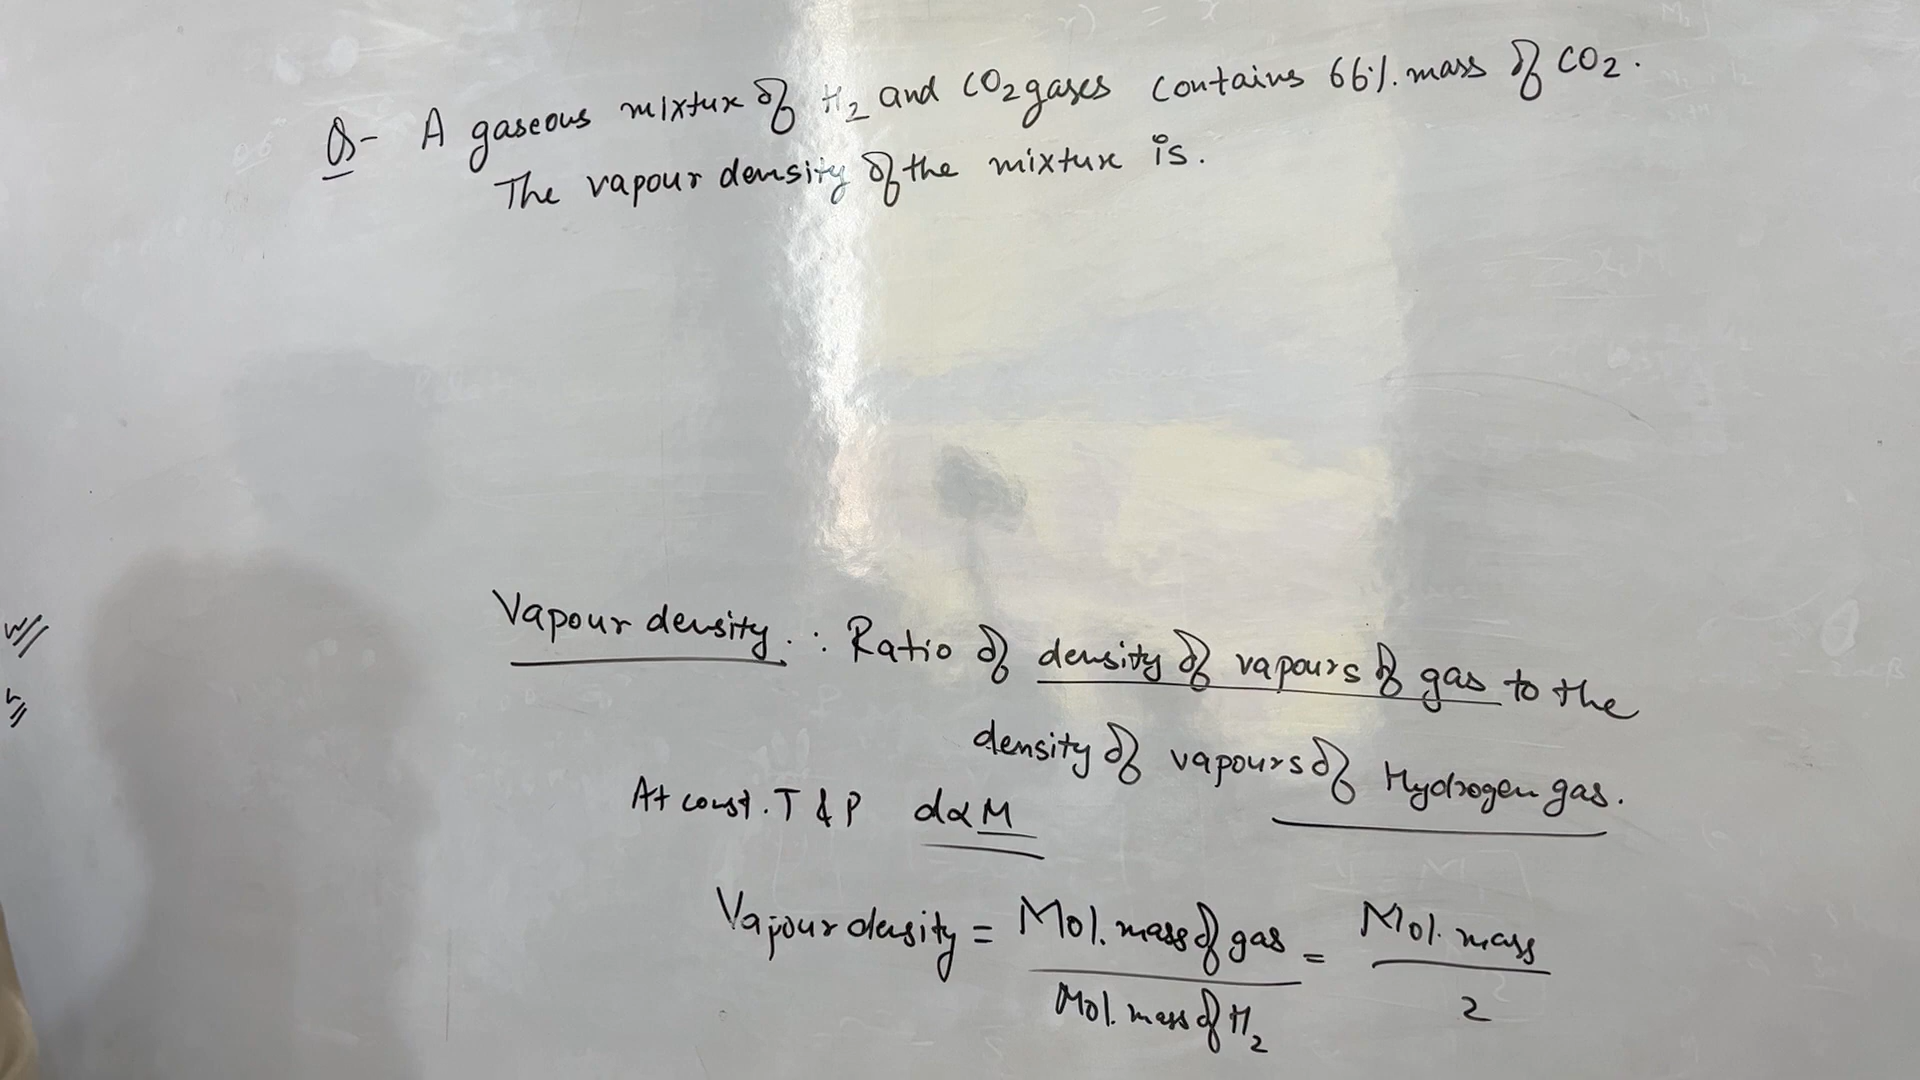 Q- A gaseous mixture of H2 and CO2 gases contains 66% mass of CO2.
The vapour density of the mixture is.
Vapour density : Ratio of density of vapours of gas to the
density of vapours of Hydrogen gas.
At const. T & P d∝M
Vapour density = Mol. mass of gas / Mol. mass of H2 = Mol. mass / 2